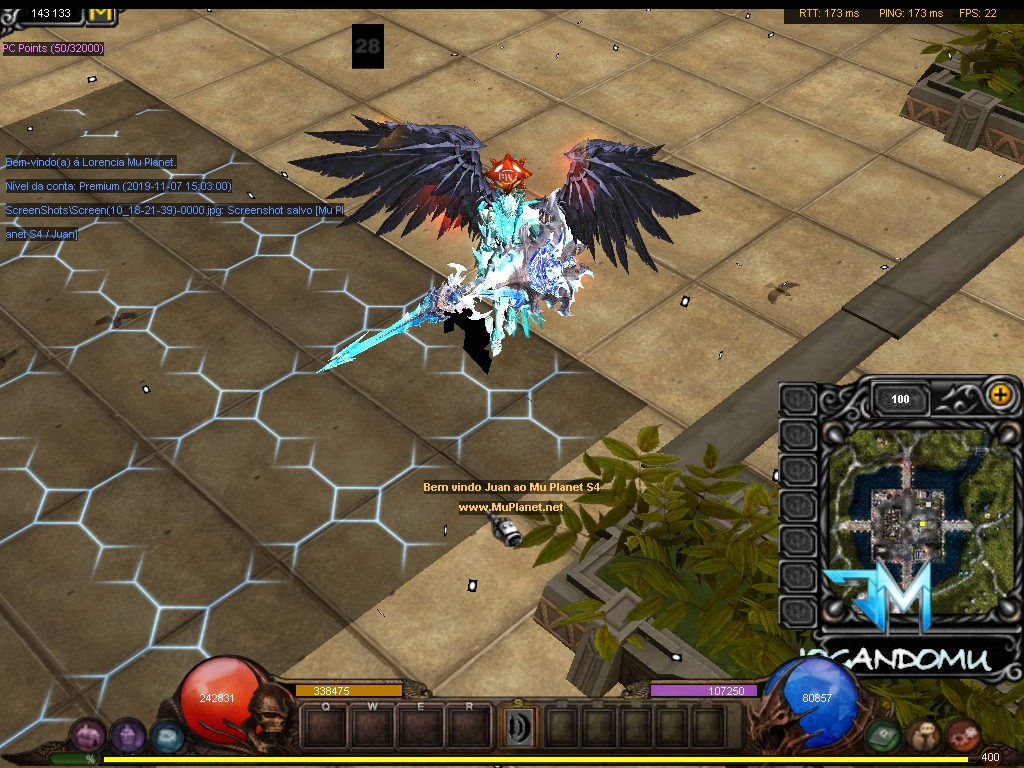 143 133
RTT: 173 ms PING: 173 ms FPS: 22
28
PC Points (50/32000)
Bem-vindo(a) à Lorencia Mu Planet.
Nível da conta: Premium (2019-11-07 15:03:00)
ScreenShots\Screen(10_18-21-39)-0000.jpg: Screenshot salvo [Mu Pl
anet S4 / Juan]
100
Bem vindo Juan ao Mu Planet S4
www.MuPlanet.net
JOGANDOMU
242831
338475
107250
80857
Q W E R
%
400